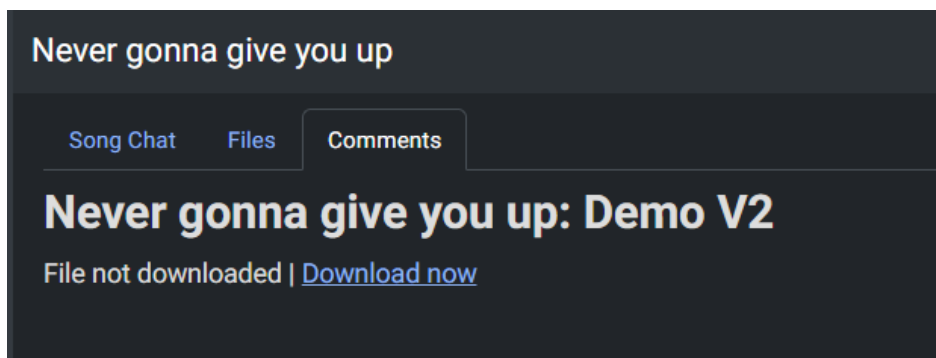 Never gonna give you up
Song Chat Files Comments
Never gonna give you up: Demo V2
File not downloaded | Download now